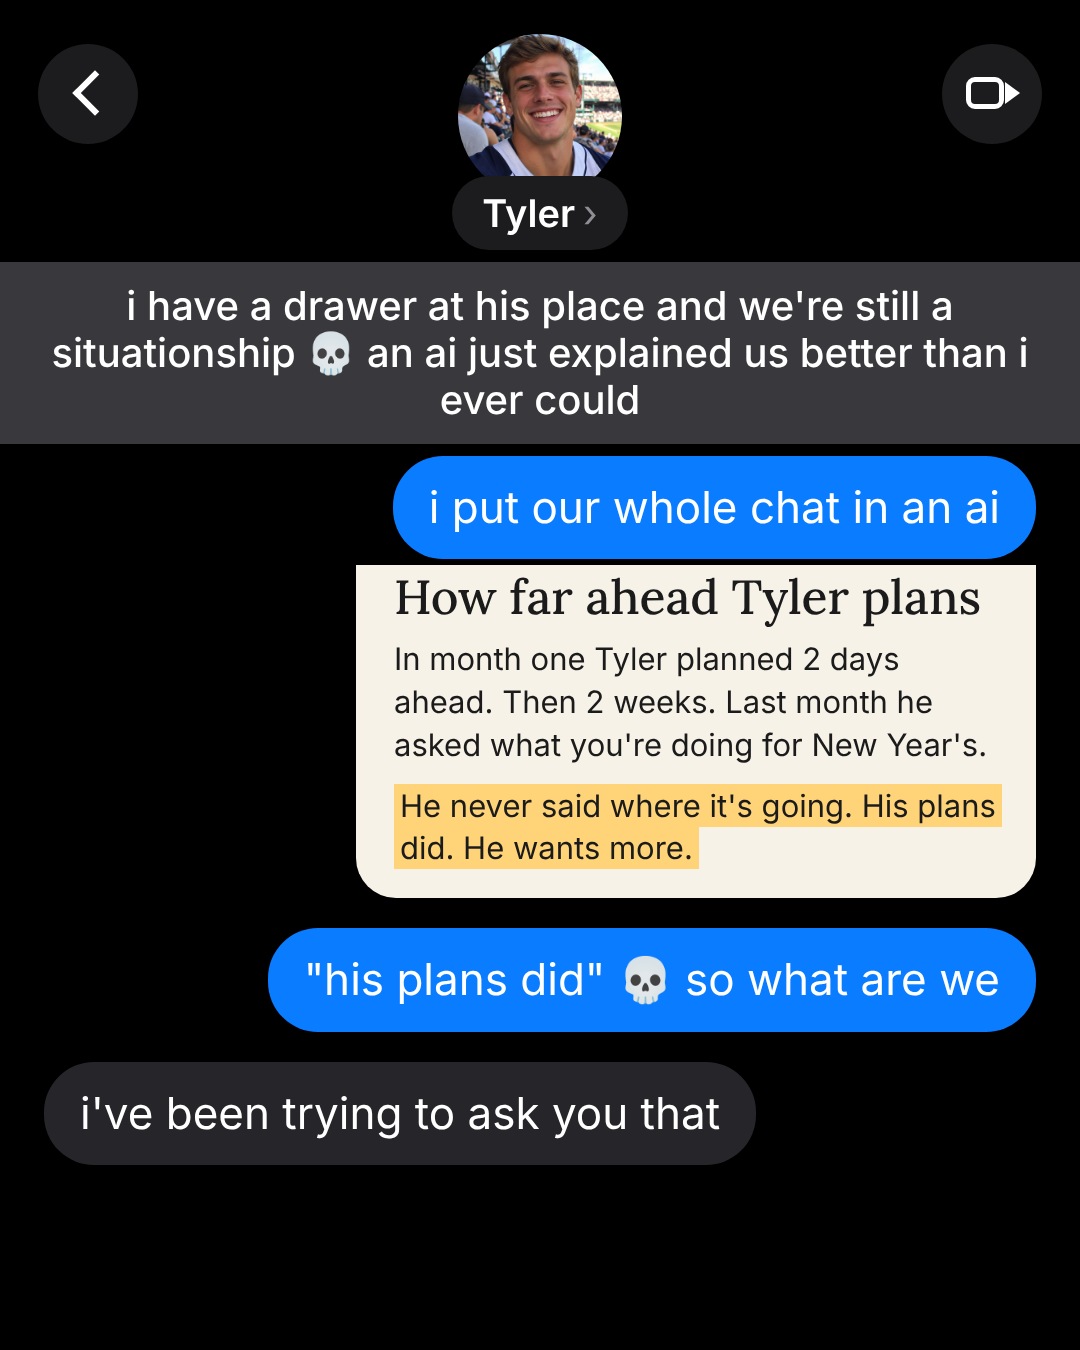 Tyler ›
i have a drawer at his place and we're still a
situationship 💀 an ai just explained us better than i
ever could
i put our whole chat in an ai
How far ahead Tyler plans
In month one Tyler planned 2 days
ahead. Then 2 weeks. Last month he
asked what you're doing for New Year's.
He never said where it's going. His plans
did. He wants more.
"his plans did" 💀 so what are we
i've been trying to ask you that